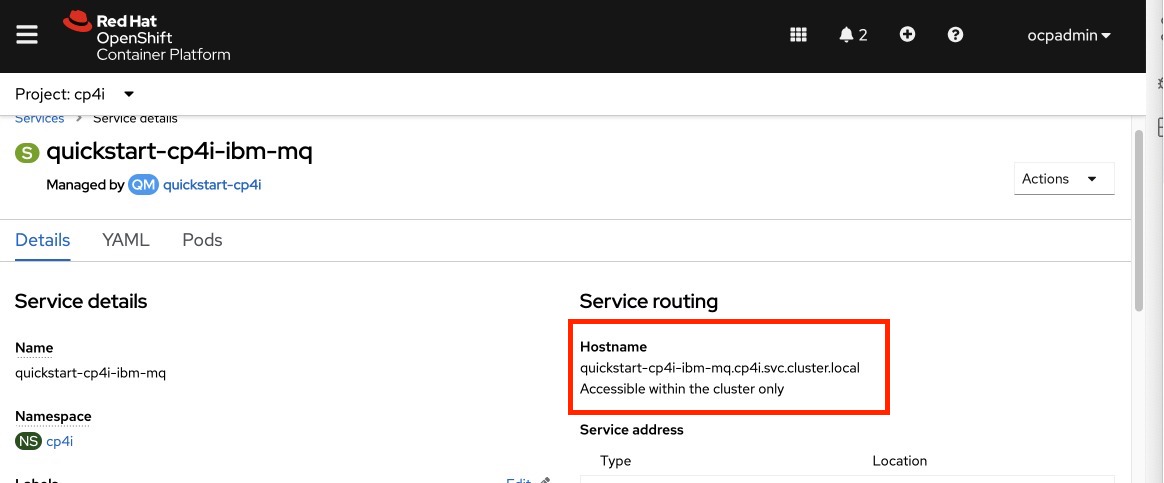 Red Hat
OpenShift
Container Platform
2
ocpadmin
Project: cp4i
Services > Service details
S quickstart-cp4i-ibm-mq
Managed by QM quickstart-cp4i
Actions
Details YAML Pods
Service details
Name
quickstart-cp4i-ibm-mq
Namespace
NS cp4i
Labels
Edit
Service routing
Hostname
quickstart-cp4i-ibm-mq.cp4i.svc.cluster.local
Accessible within the cluster only
Service address
Type Location